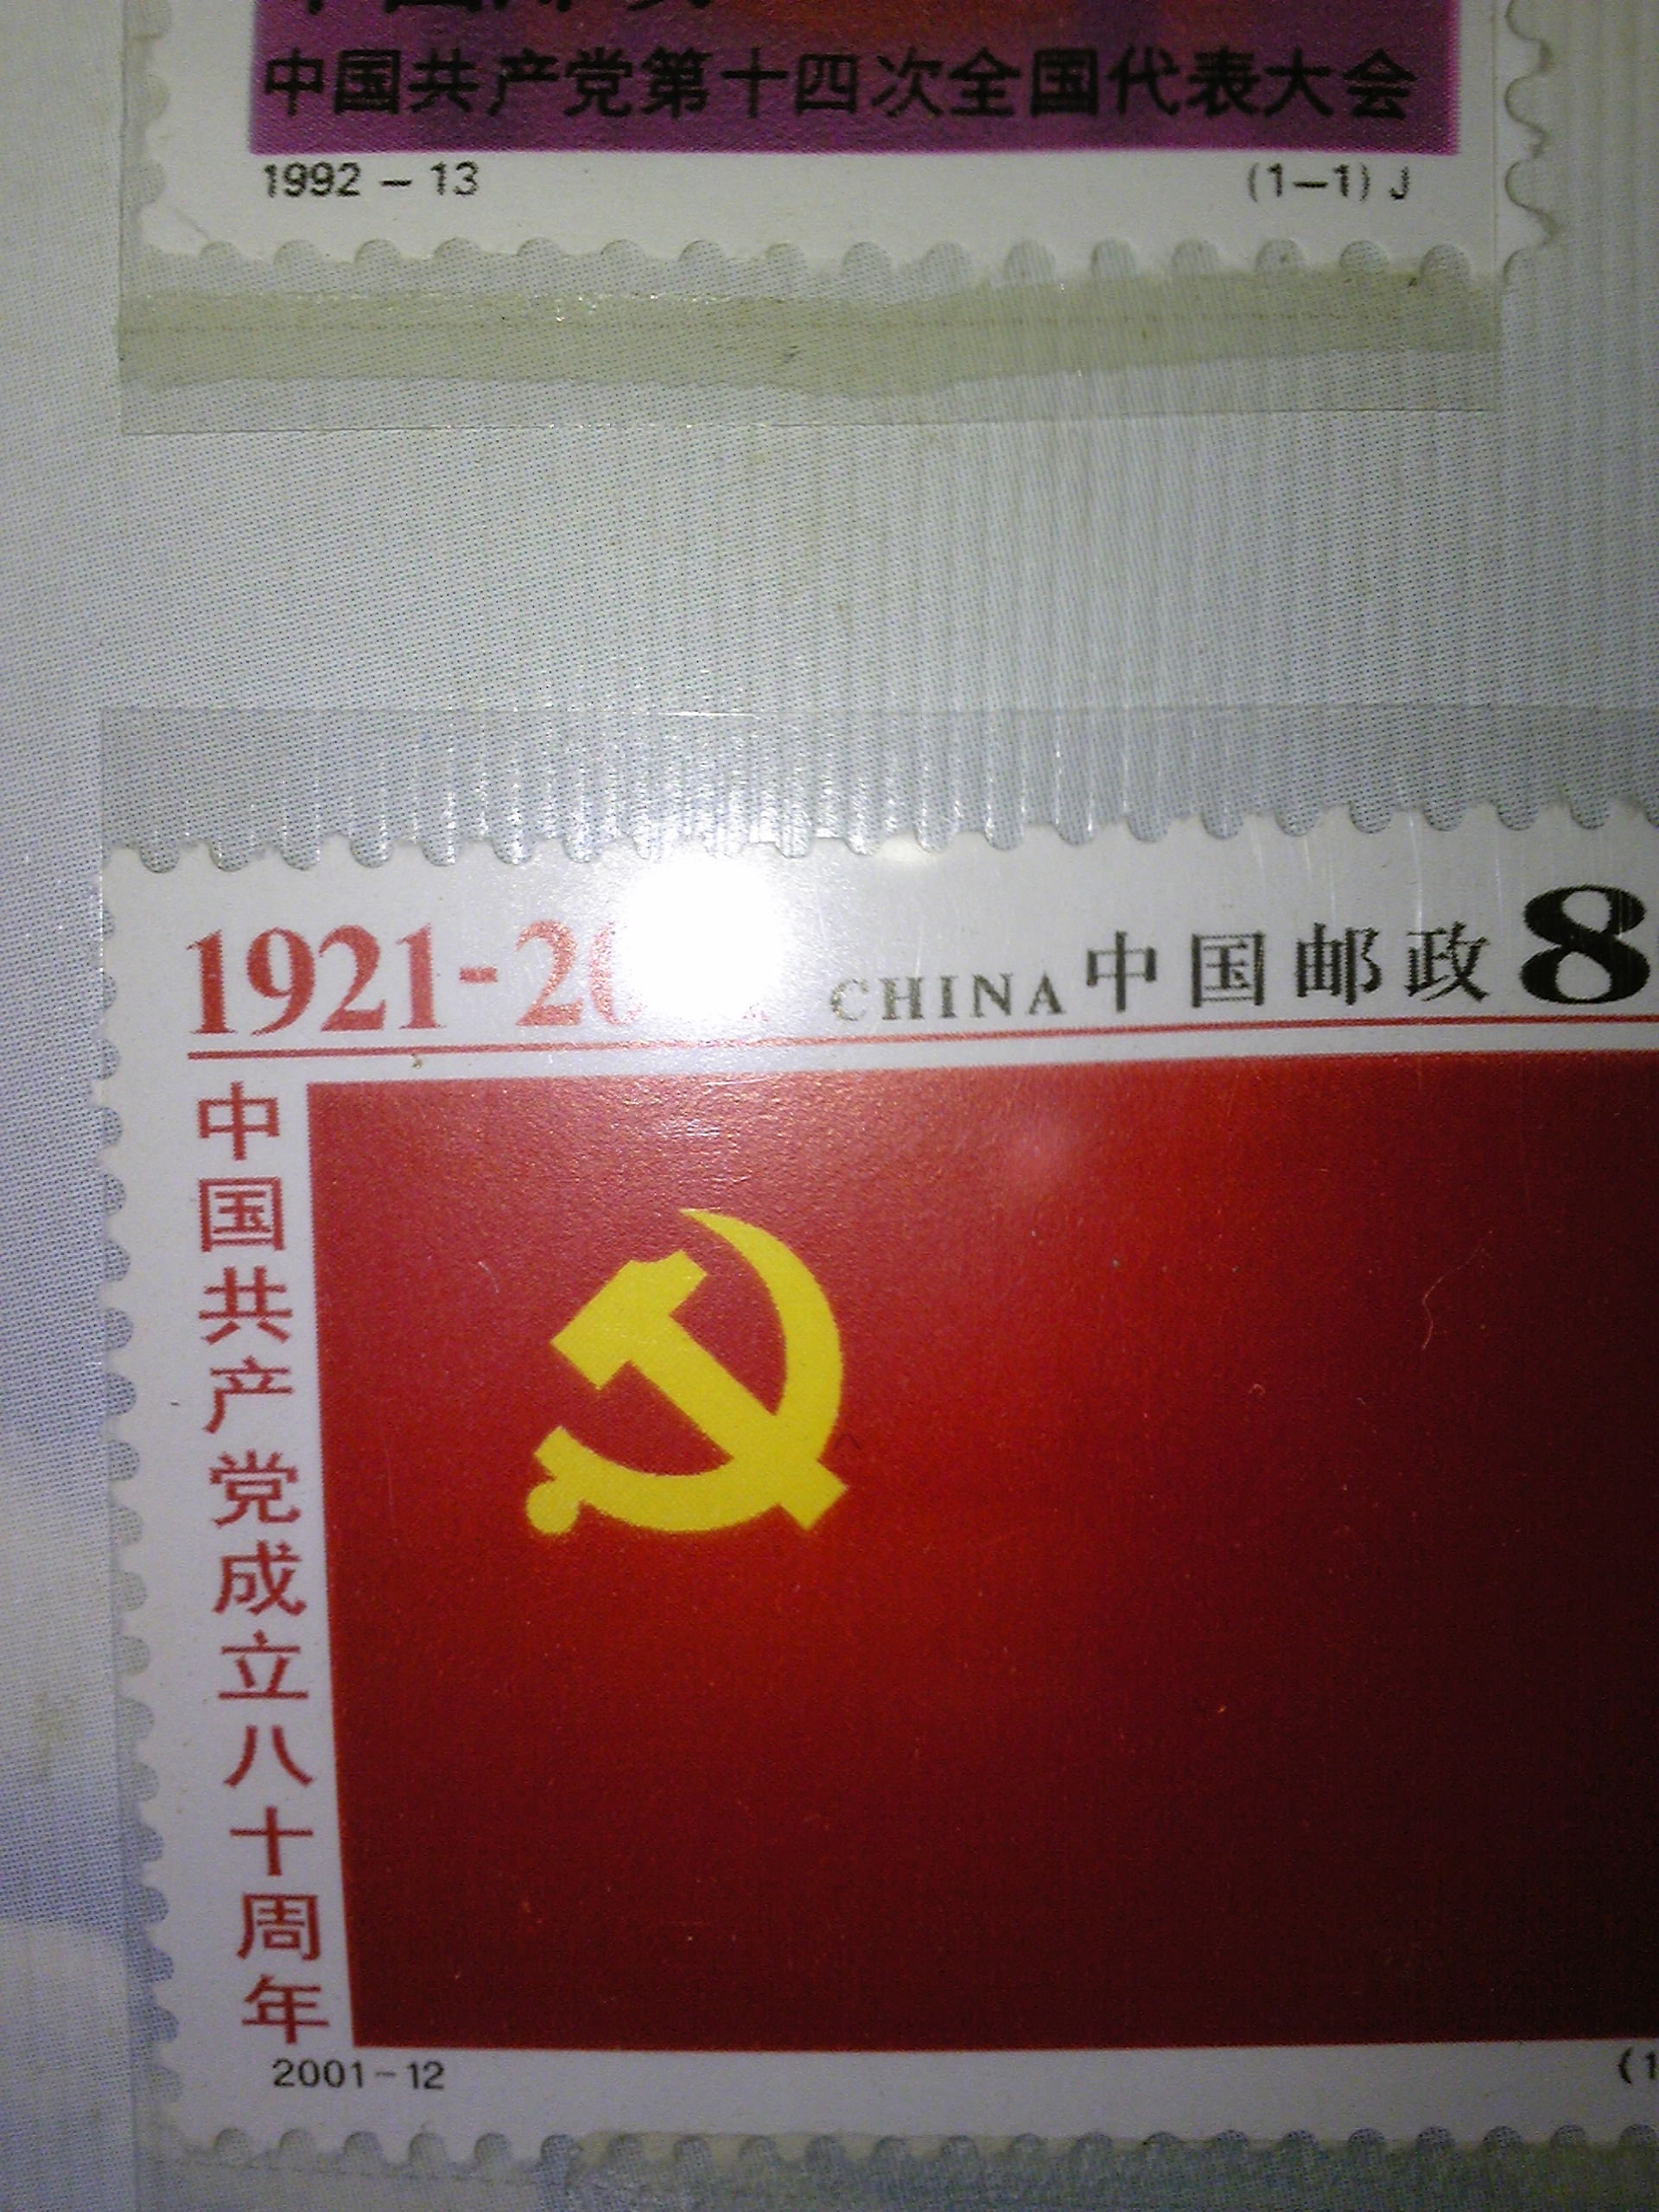 中国共产党第十四次全国代表大会
1992-13 (1-1) J
1921-20
CHINA 中国邮政 8
中国共产党成立八十周年
2001-12 (1